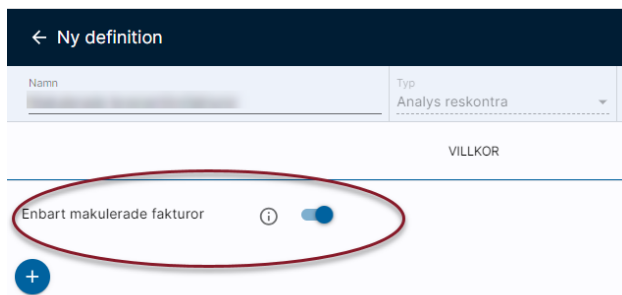 ← Ny definition
Namn
Typ
Analys reskontra
VILLKOR
Enbart makulerade fakturor